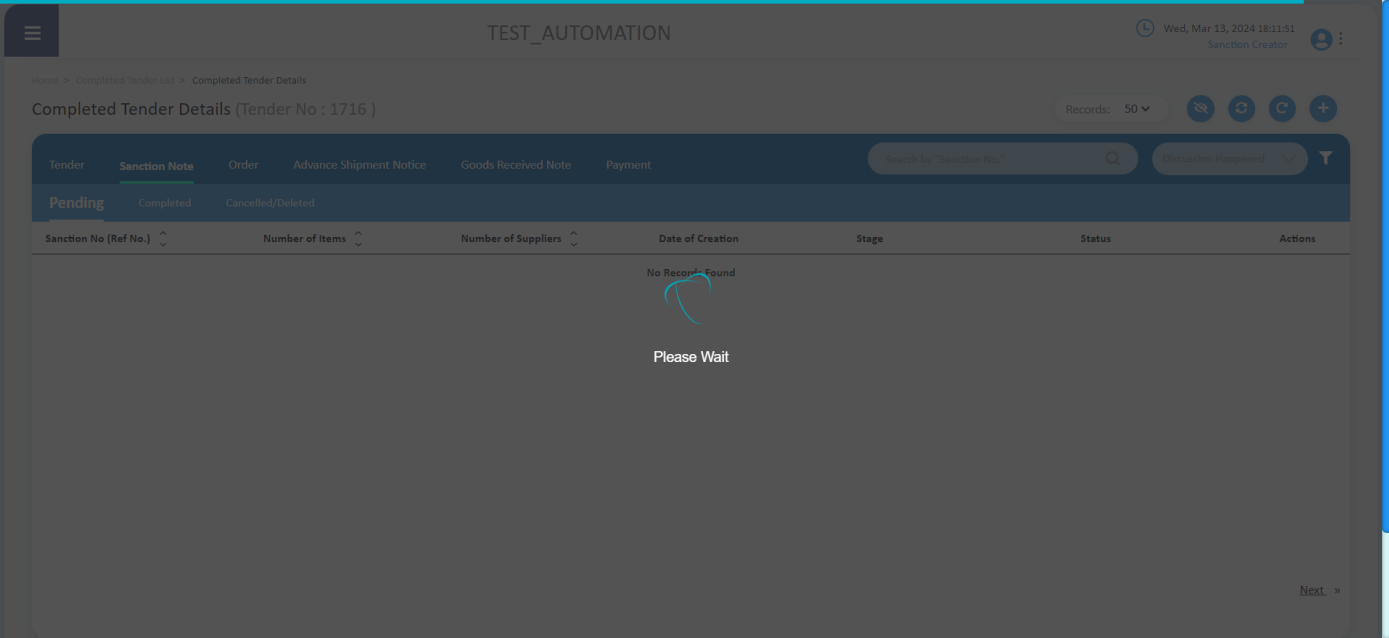 TEST_AUTOMATION
Wed, Mar 13, 2024 18:11:51
Sanction Creator
Home > Completed Tender List > Completed Tender Details
Completed Tender Details (Tender No : 1716 )
Records: 50
Tender Sanction Note Order Advance Shipment Notice Goods Received Note Payment
Search by "Sanction No."
Discussion Happened
Pending Completed Cancelled/Deleted
Sanction No (Ref No.) Number of Items Number of Suppliers Date of Creation Stage Status Actions
No Records Found
Please Wait
Next »